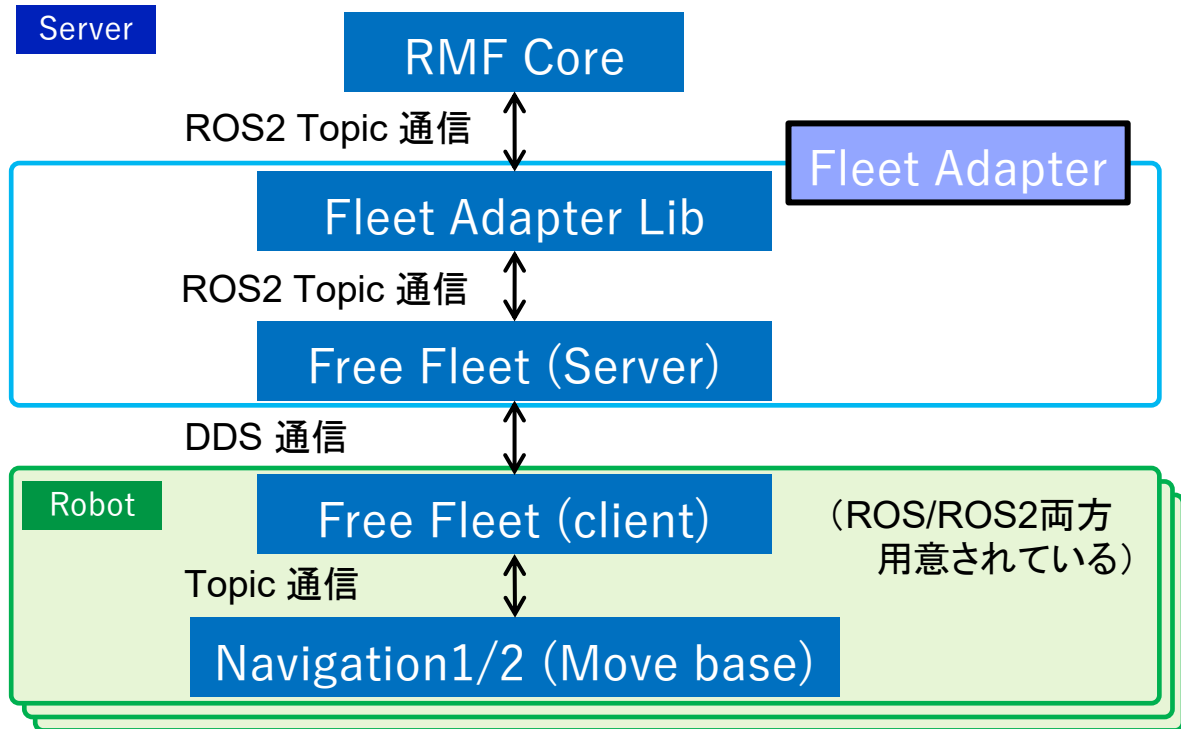 Server
RMF Core
ROS2 Topic 通信
Fleet Adapter
Fleet Adapter Lib
ROS2 Topic 通信
Free Fleet (Server)
DDS 通信
Robot
Free Fleet (client)
（ROS/ROS2両方
用意されている）
Topic 通信
Navigation1/2 (Move base)